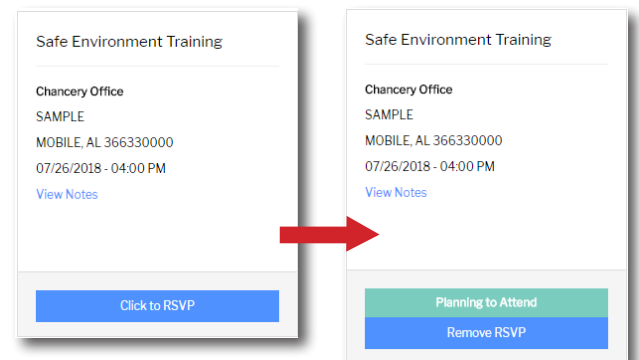 Safe Environment Training
Chancery Office
SAMPLE
MOBILE, AL 366330000
07/26/2018 - 04:00 PM
View Notes
Click to RSVP
Safe Environment Training
Chancery Office
SAMPLE
MOBILE, AL 366330000
07/26/2018 - 04:00 PM
View Notes
Planning to Attend
Remove RSVP